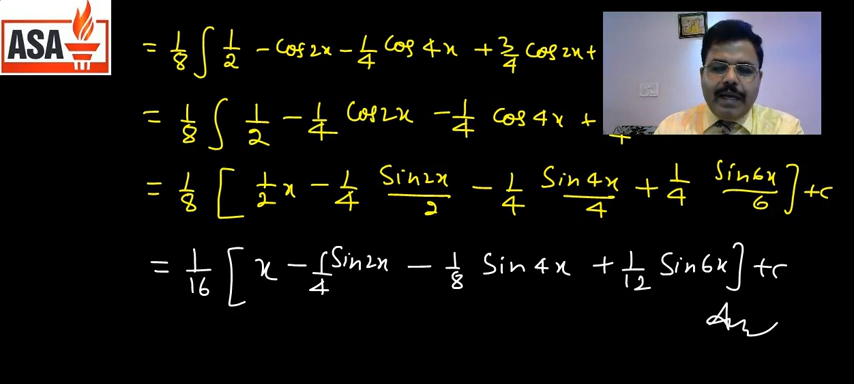 ASA
= 1/8 ∫ 1/2 - cos2x - 1/4 cos 4x + 3/4 cos2x +
= 1/8 ∫ 1/2 - 1/4 cos2x - 1/4 cos 4x +
= 1/8 [ 1/2 x - 1/4 sin2x/2 - 1/4 sin4x/4 + 1/4 sin6x/6 ] + c
= 1/16 [ x - 1/4 sin2x - 1/8 sin 4x + 1/12 sin6x ] + c
Ans